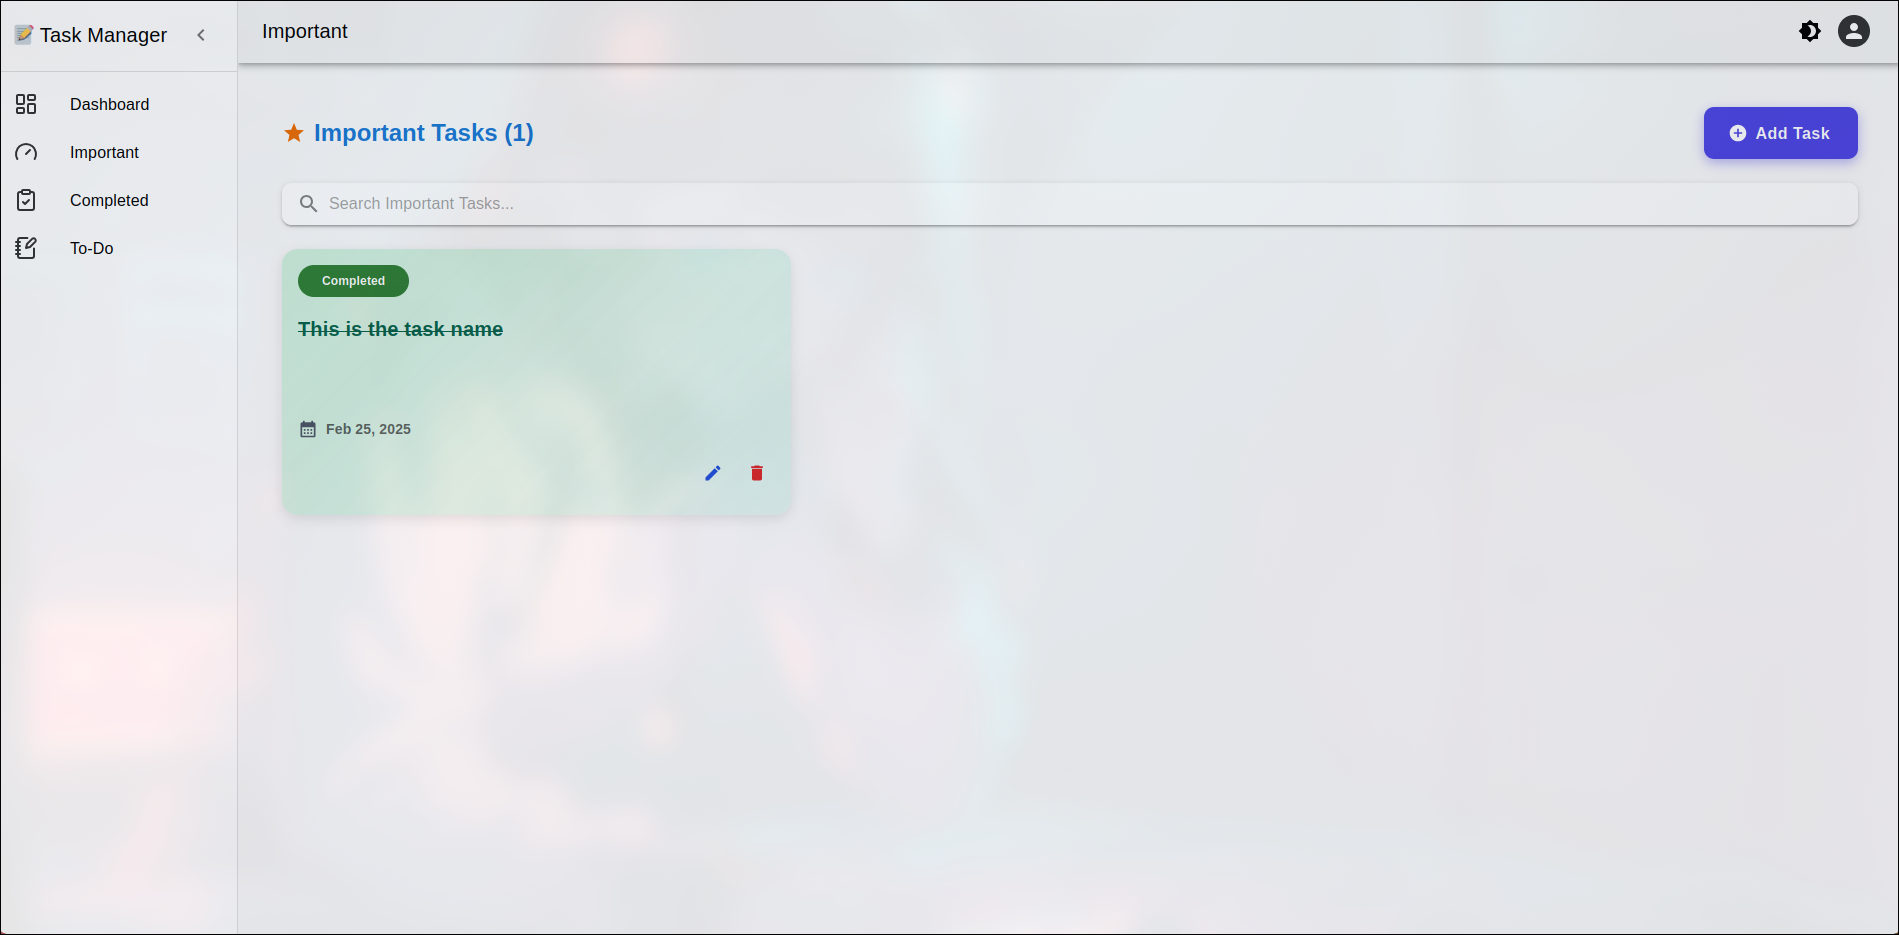 Task Manager
Important
Dashboard
Important
Completed
To-Do
Important Tasks (1)
Add Task
Search Important Tasks...
Completed
This is the task name
Feb 25, 2025